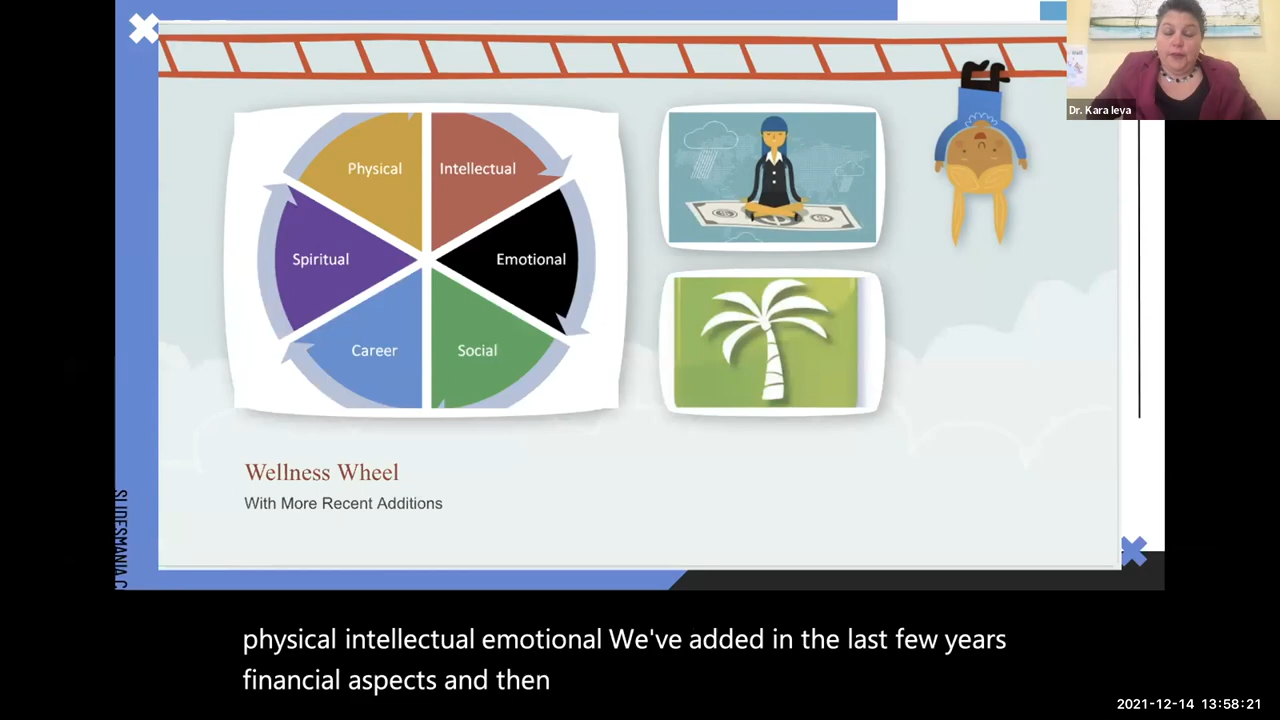 Dr. Kara Ieva
Physical
Intellectual
Spiritual
Emotional
Career
Social
Wellness Wheel
With More Recent Additions
SLIDESMANIA.C
physical intellectual emotional We've added in the last few years
financial aspects and then
2021-12-14 13:58:21